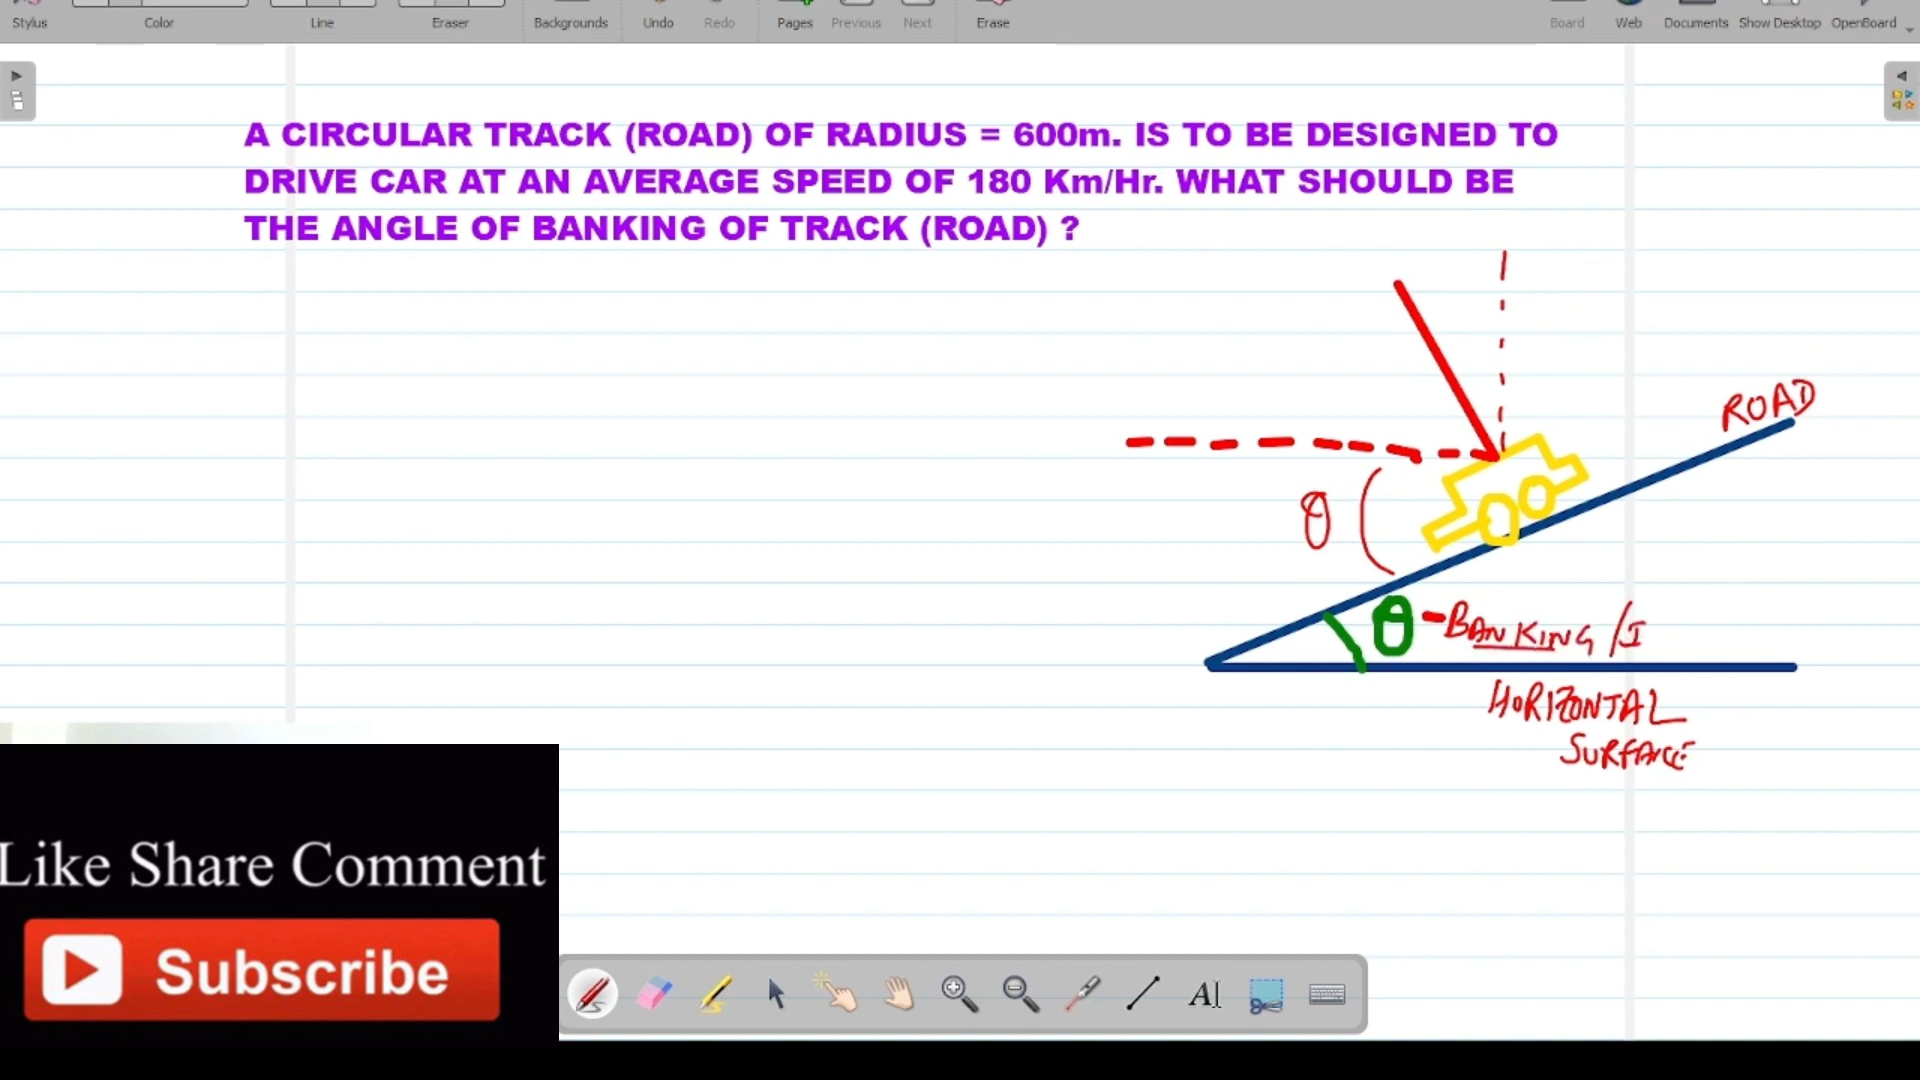 Stylus
Color
Line
Eraser
Backgrounds
Undo
Redo
Pages
Previous
Next
Erase
Board
Web
Documents
Show Desktop
OpenBoard
A CIRCULAR TRACK (ROAD) OF RADIUS = 600m. IS TO BE DESIGNED TO
DRIVE CAR AT AN AVERAGE SPEED OF 180 Km/Hr. WHAT SHOULD BE
THE ANGLE OF BANKING OF TRACK (ROAD) ?
ROAD
θ
θ - BANKING / I
HORIZONTAL
SURFACE
Like Share Comment
Subscribe
A